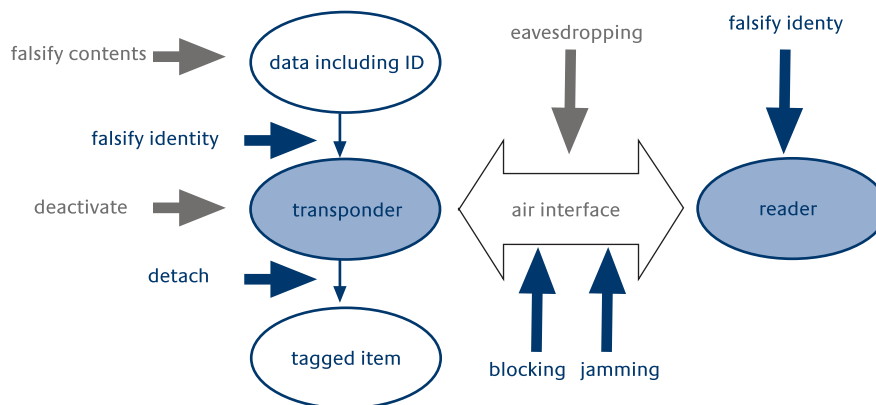 falsify contents
data including ID
eavesdropping
falsify identy
falsify identity
deactivate
transponder
air interface
reader
detach
tagged item
blocking
jamming